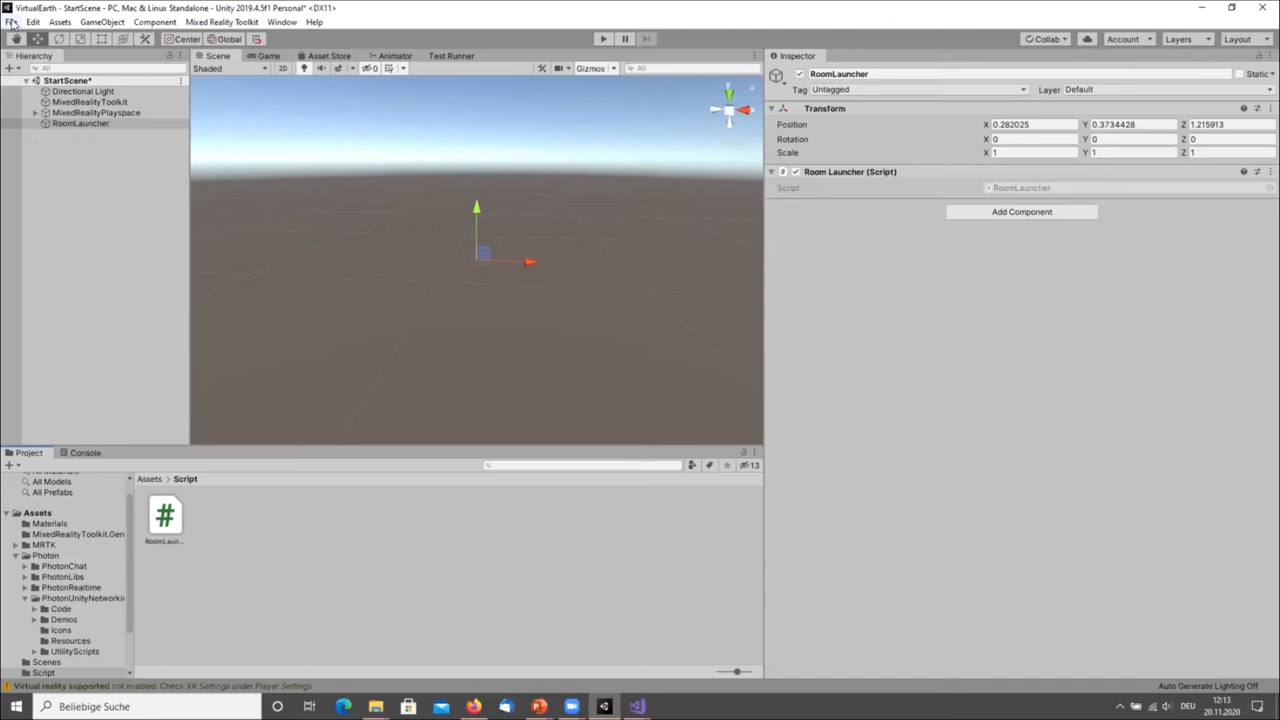 VirtualEarth - StartScene - PC, Mac & Linux Standalone - Unity 2019.4.5f1 Personal* <DX11>
File Edit Assets GameObject Component Mixed Reality Toolkit Window Help
Center Global Collab Account Layers Layout
Hierarchy Scene Game Asset Store Animator Test Runner Inspector
All Shaded 2D 0 Gizmos All
RoomLauncher Static
Tag Untagged Layer Default
StartScene*
Directional Light
MixedRealityToolkit
MixedRealityPlayspace
RoomLauncher
y
Transform
Position X 0.282025 Y 0.3734428 Z 1.215913
Rotation X 0 Y 0 Z 0
Scale X 1 Y 1 Z 1
Room Launcher (Script)
Script RoomLauncher
Add Component
Project Console
13
All Models
All Prefabs
Assets
Materials
MixedRealityToolkit.Gen
MRTK
Photon
PhotonChat
PhotonLibs
PhotonRealtime
PhotonUnityNetworkin
Code
Demos
Icons
Resources
UtilityScripts
Scenes
Script
Assets > Script
#
RoomLaun...
Virtual reality supported not enabled. Check XR Settings under Player Settings
Auto Generate Lighting Off
Beliebige Suche
DEU
12:13
20.11.2020